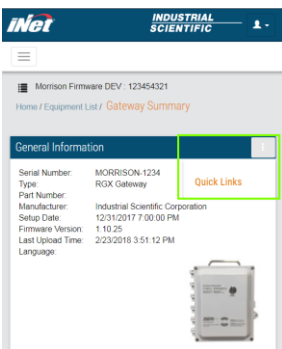 iNet
INDUSTRIAL
SCIENTIFIC
Morrison Firmware DEV : 123454321
Home / Equipment List / Gateway Summary
General Information
Serial Number: MORRISON-1234
Type: RGX Gateway
Part Number:
Manufacturer: Industrial Scientific Corporation
Setup Date: 12/31/2017 7:00:00 PM
Firmware Version: 1.10.25
Last Upload Time: 2/23/2018 3:51:12 PM
Language:
Quick Links